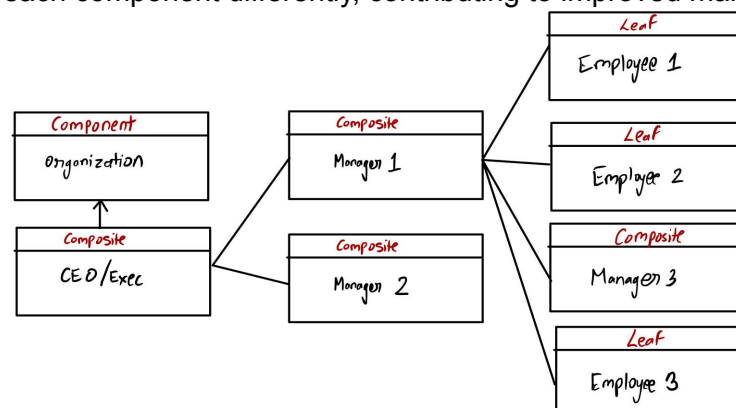 each component differently, contributing to improved mai
Component
organization
Composite
CEO/Exec
Composite
Manager 1
Composite
Manager 2
Leaf
Employee 1
Leaf
Employee 2
Composite
Manager 3
Leaf
Employee 3